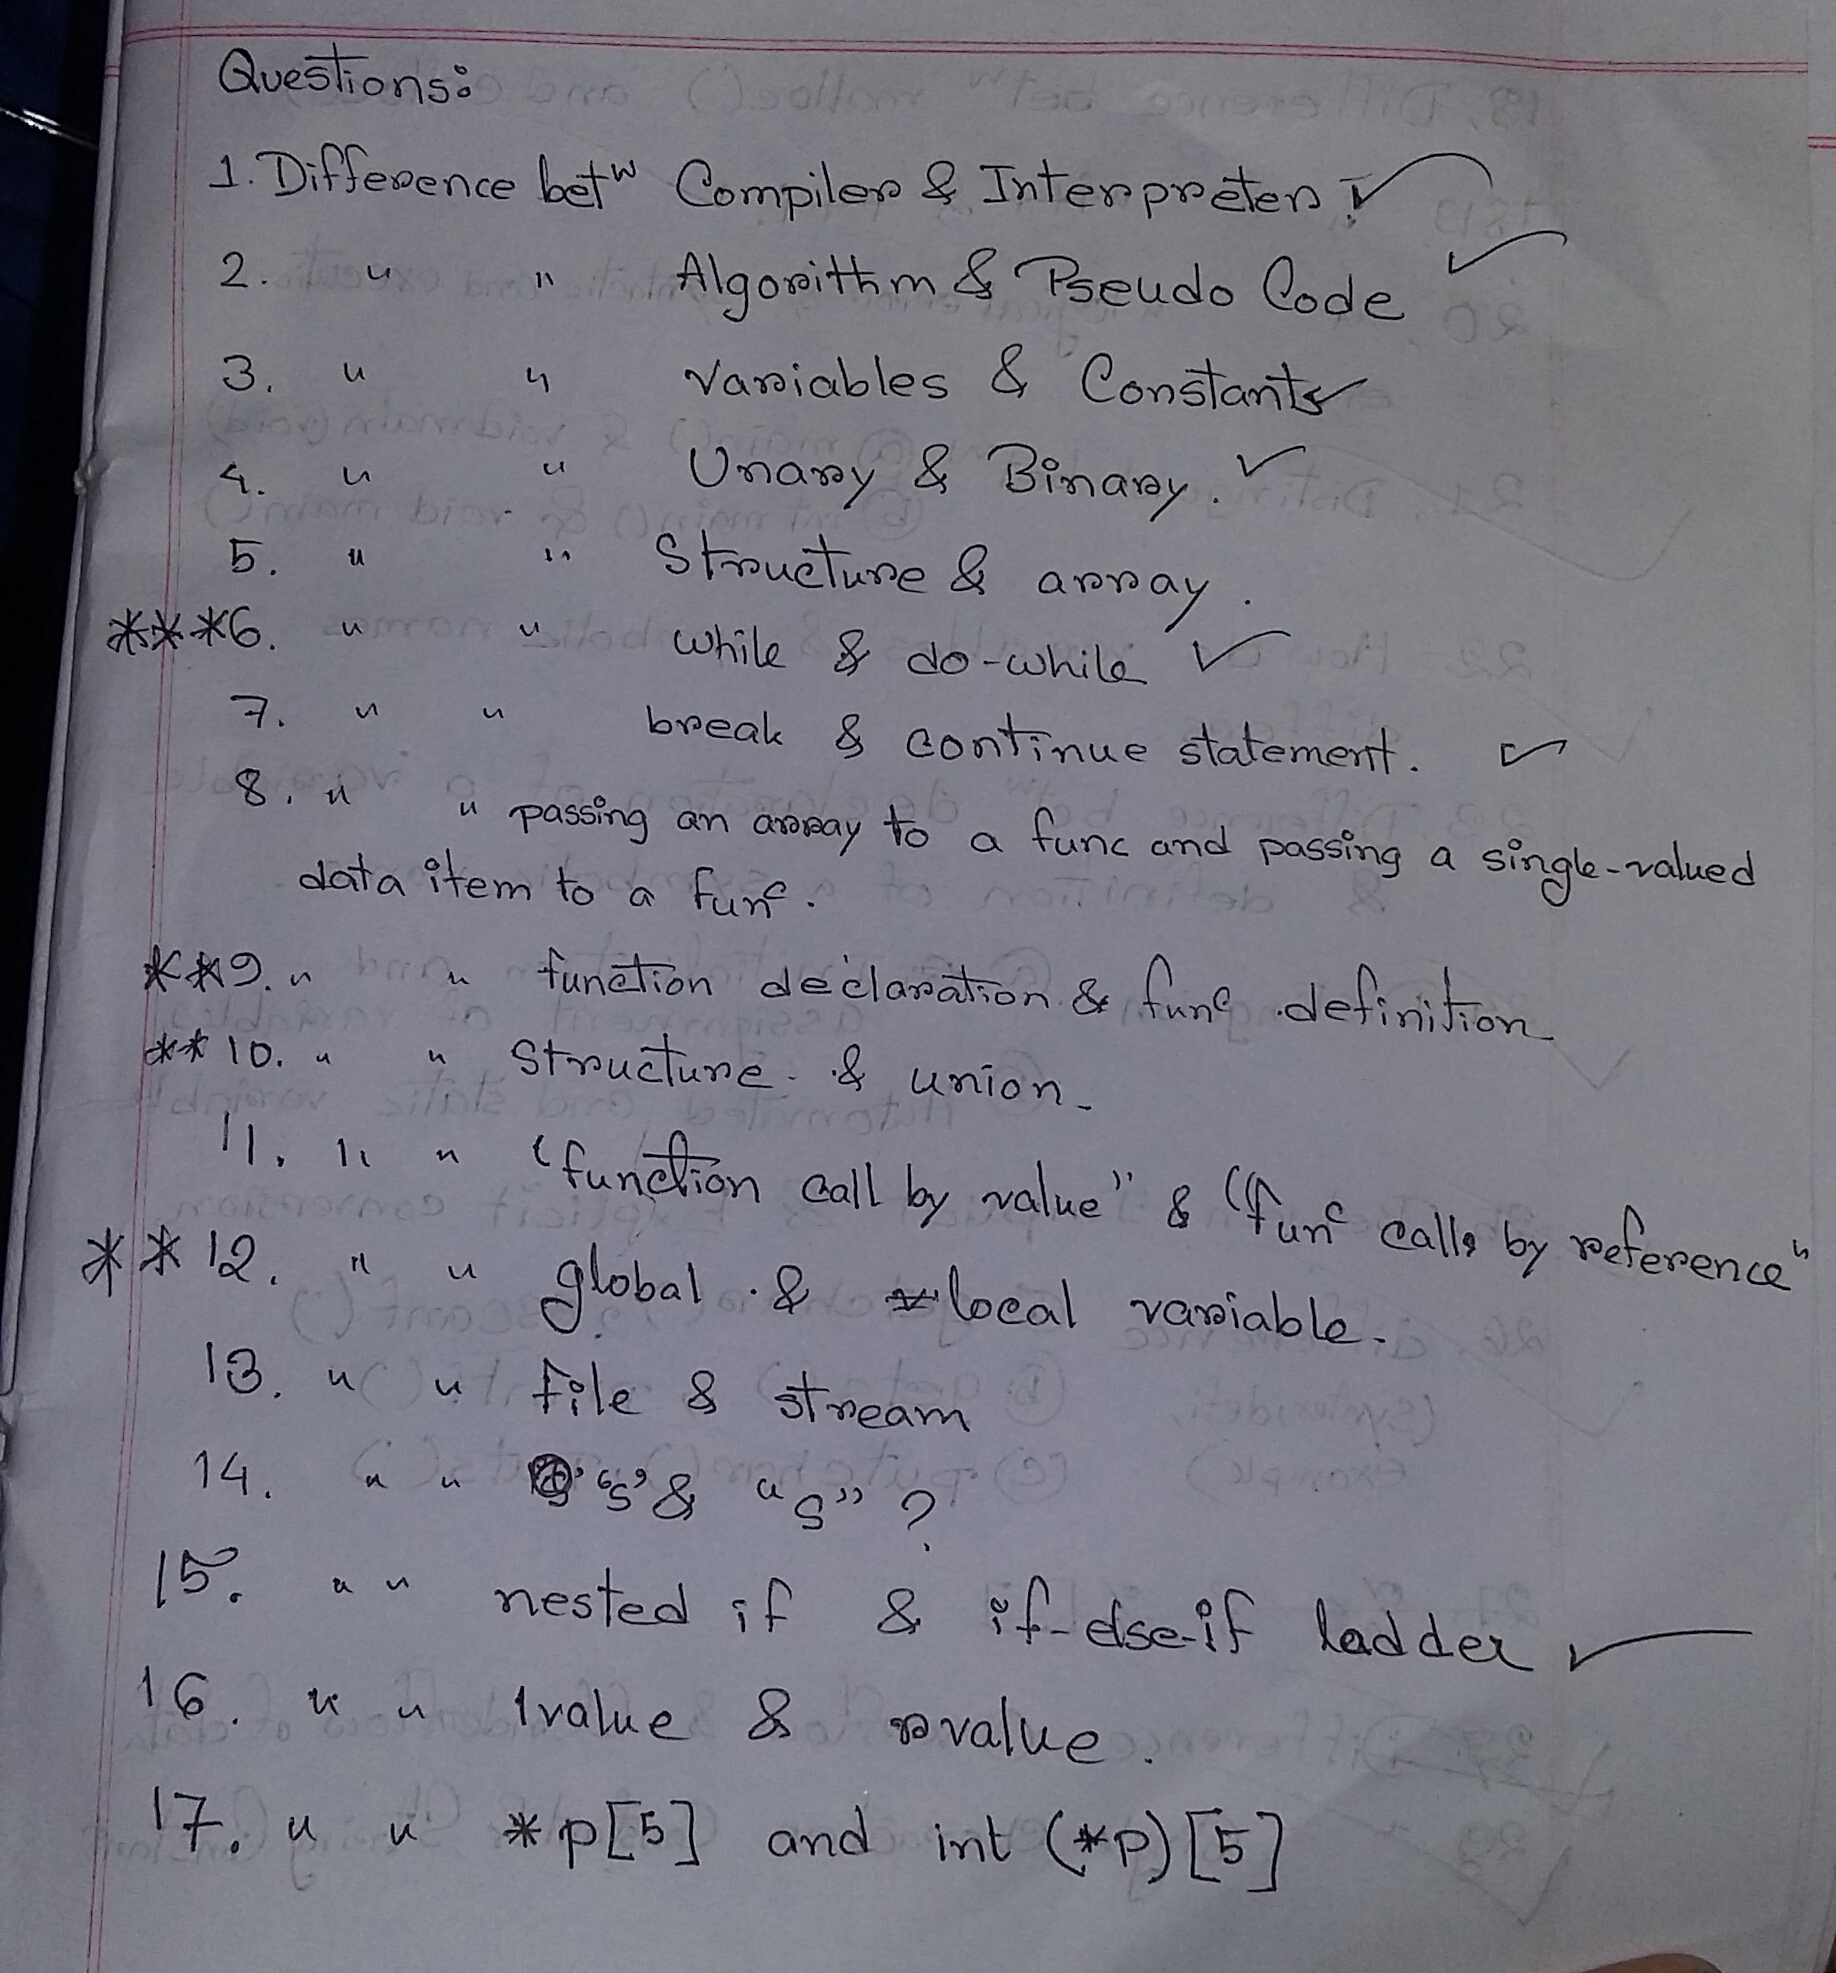 Questions:
1. Difference betw Compiler & Interpreter ✓
2. " " Algorithm & Pseudo Code ✓
3. " " Variables & Constants ✓
4. " " Unary & Binary. ✓
5. " " Structure & array.
***6. " " while & do-while ✓
7. " " break & continue statement. ✓
8. " " passing an array to a func and passing a single-valued
data item to a func.
**9. " " function declaration & func definition
**10. " " Structure & union.
11. " " "function call by value" & "func call by reference"
**12. " " global & local variable.
13. " " File & stream
14. " " 's' & "s" ?
15. " " nested if & if-else-if ladder ✓
16. " " lvalue & rvalue.
17. " " *p[5] and int (*p)[5]